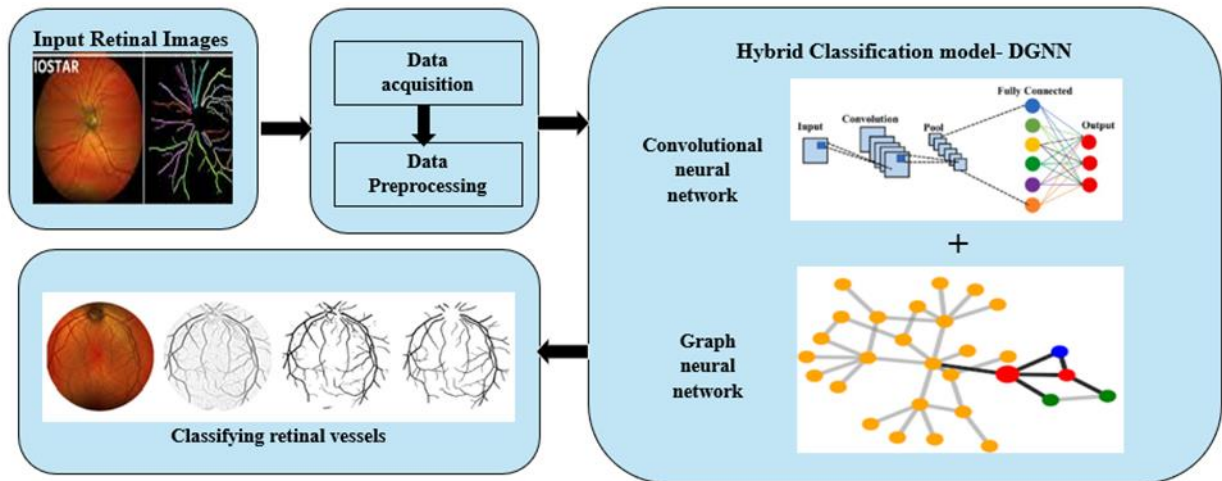 Input Retinal Images
IOSTAR
Data
acquisition
Data
Preprocessing
Hybrid Classification model- DGNN
Convolutional
neural
network
Input
Convolution
Pool
Fully Connected
Output
+
Graph
neural
network
Classifying retinal vessels